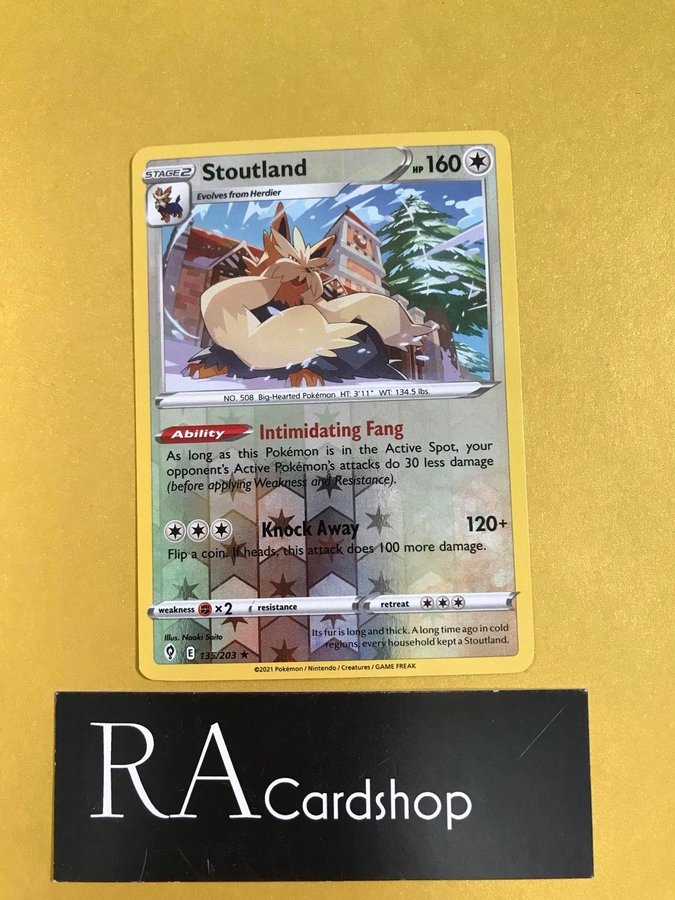 STAGE2 Stoutland HP 160
Evolves from Herdier
NO. 508 Big-Hearted Pokémon HT: 3'11" WT: 134.5 lbs.
Ability Intimidating Fang
As long as this Pokémon is in the Active Spot, your
opponent's Active Pokémon's attacks do 30 less damage
(before applying Weakness and Resistance).
Knock Away 120+
Flip a coin. If heads, this attack does 100 more damage.
weakness ×2 resistance retreat
Illus. Naoki Saito
Its fur is long and thick. A long time ago in cold
regions, every household kept a Stoutland.
E 135/203 ★
©2021 Pokémon / Nintendo / Creatures / GAME FREAK
RA Cardshop